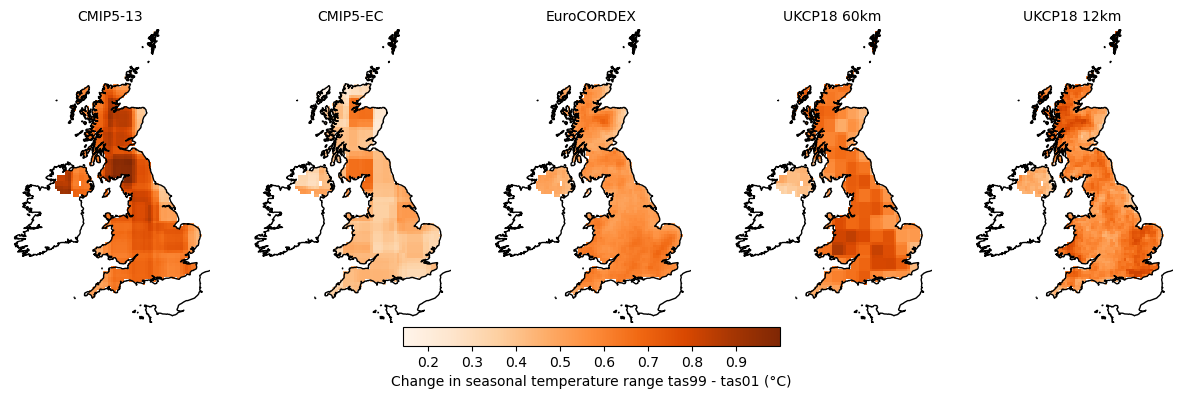 CMIP5-13
CMIP5-EC
EuroCORDEX
UKCP18 60km
UKCP18 12km
0.2 0.3 0.4 0.5 0.6 0.7 0.8 0.9
Change in seasonal temperature range tas99 - tas01 (°C)